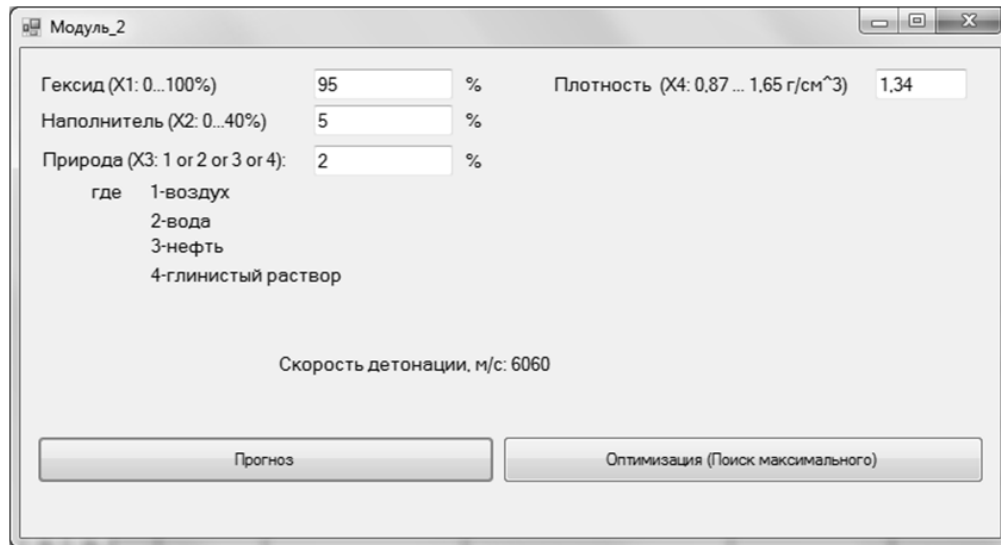 Модуль_2
Гексид (X1: 0...100%) 95 % Плотность (X4: 0,87 ... 1,65 г/см^3) 1,34
Наполнитель (X2: 0...40%) 5 %
Природа (X3: 1 or 2 or 3 or 4): 2 %
где 1-воздух
2-вода
3-нефть
4-глинистый раствор
Скорость детонации, м/с: 6060
Прогноз Оптимизация (Поиск максимального)